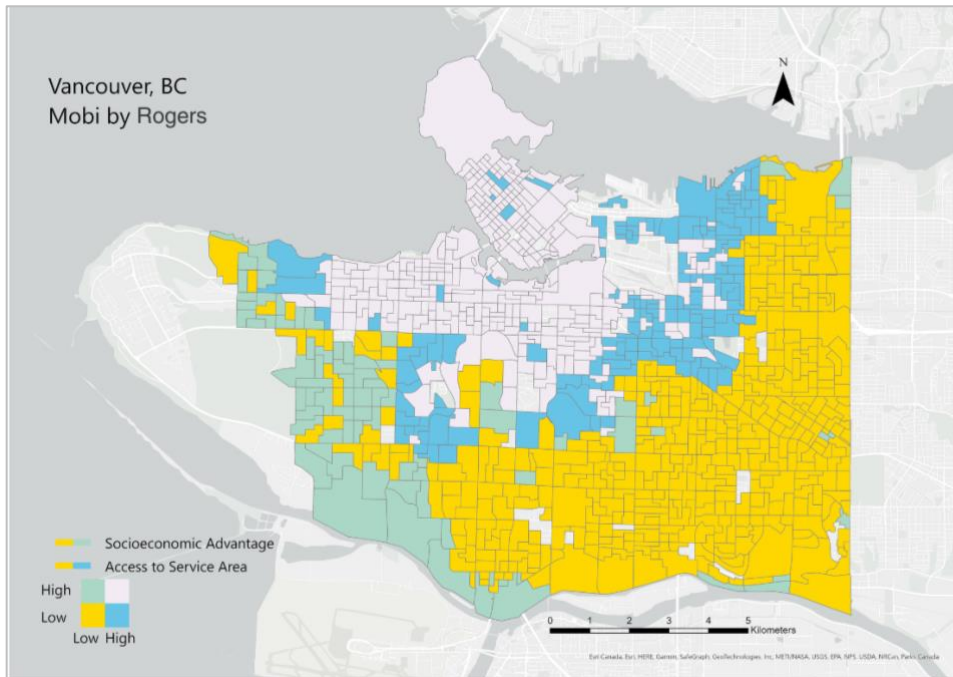 Vancouver, BC
Mobi by Rogers
N
Socioeconomic Advantage
Access to Service Area
High
Low
Low High
0 1 2 3 4 5
Kilometers
Esri Canada, Esri, HERE, Garmin, SafeGraph, GeoTechnologies, Inc, METI/NASA, USGS, EPA, NPS, USDA, NRCan, Parks Canada